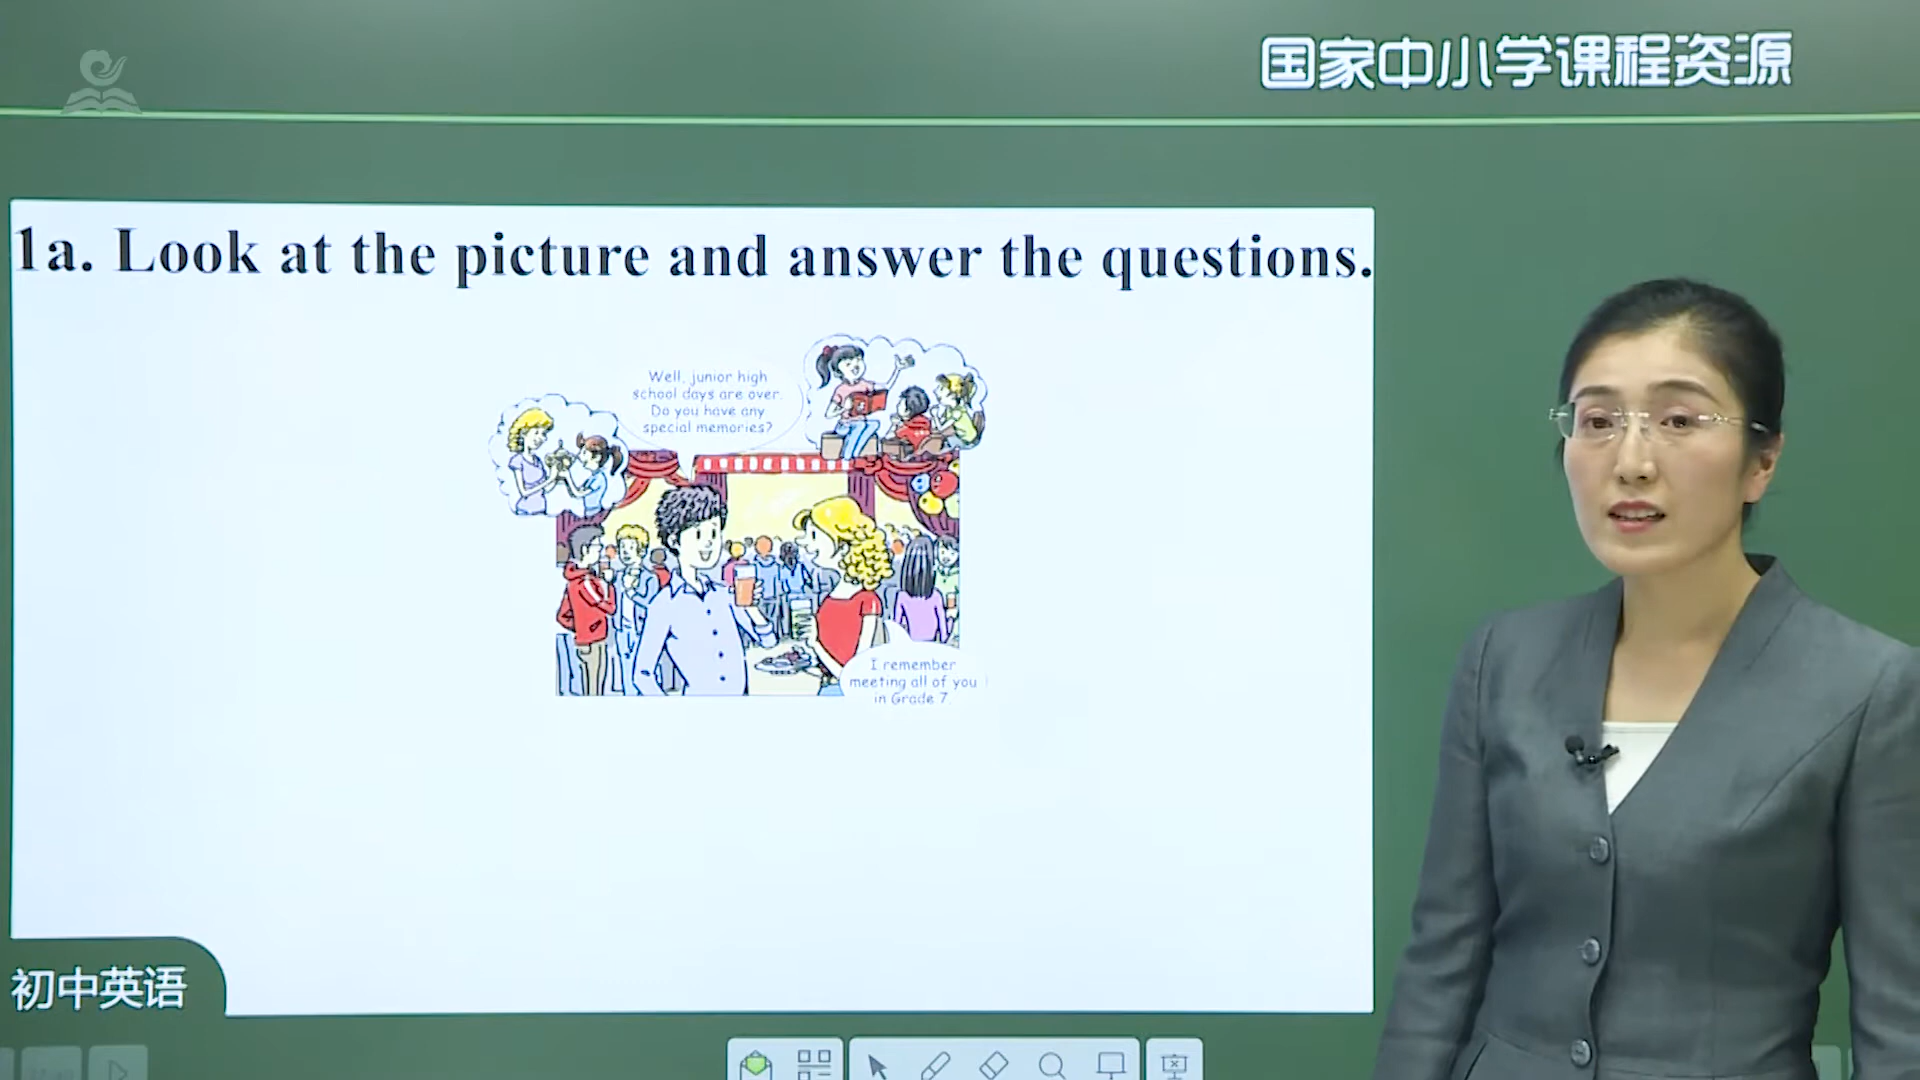 国家中小学课程资源
1a. Look at the picture and answer the questions.
Well, junior high
school days are over.
Do you have any
special memories?
I remember
meeting all of you
in Grade 7.
初中英语